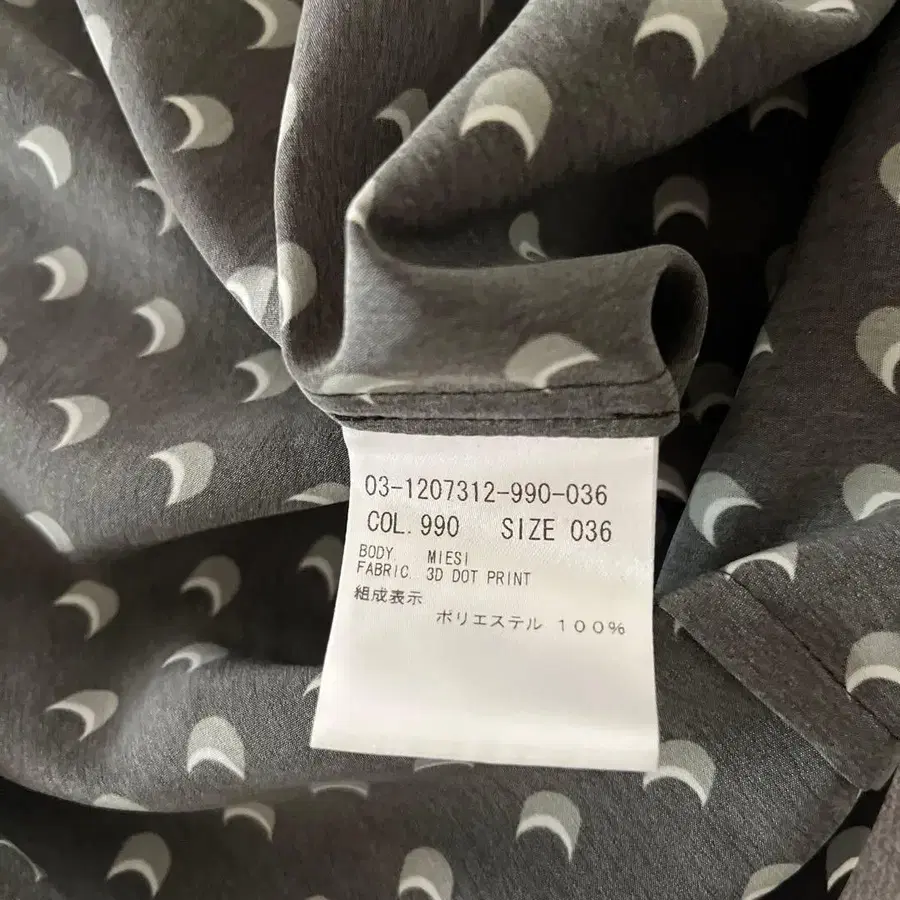 03-1207312-990-036
COL. 990 SIZE 036
BODY. MIESI
FABRIC. 3D DOT PRINT
組成表示
ポリエステル 100%